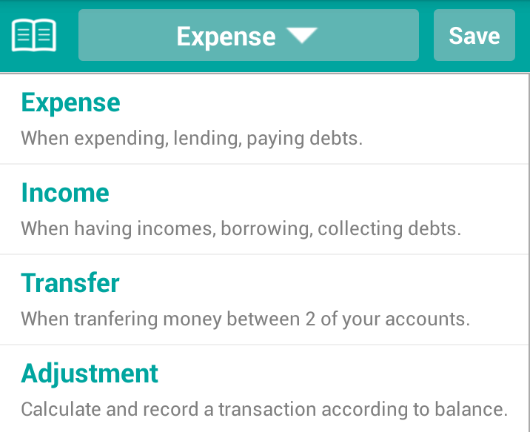 Expense
Save
Expense
When expending, lending, paying debts.
Income
When having incomes, borrowing, collecting debts.
Transfer
When tranfering money between 2 of your accounts.
Adjustment
Calculate and record a transaction according to balance.